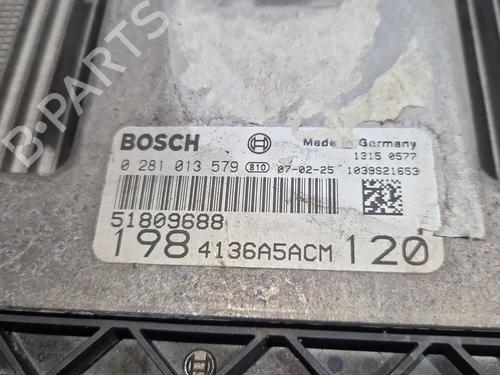 B-PARTS
BOSCH Made in Germany
0 281 013 579 810 07-02-25 1315 0577
1039S21653
51809688
198 4136A5ACM 120